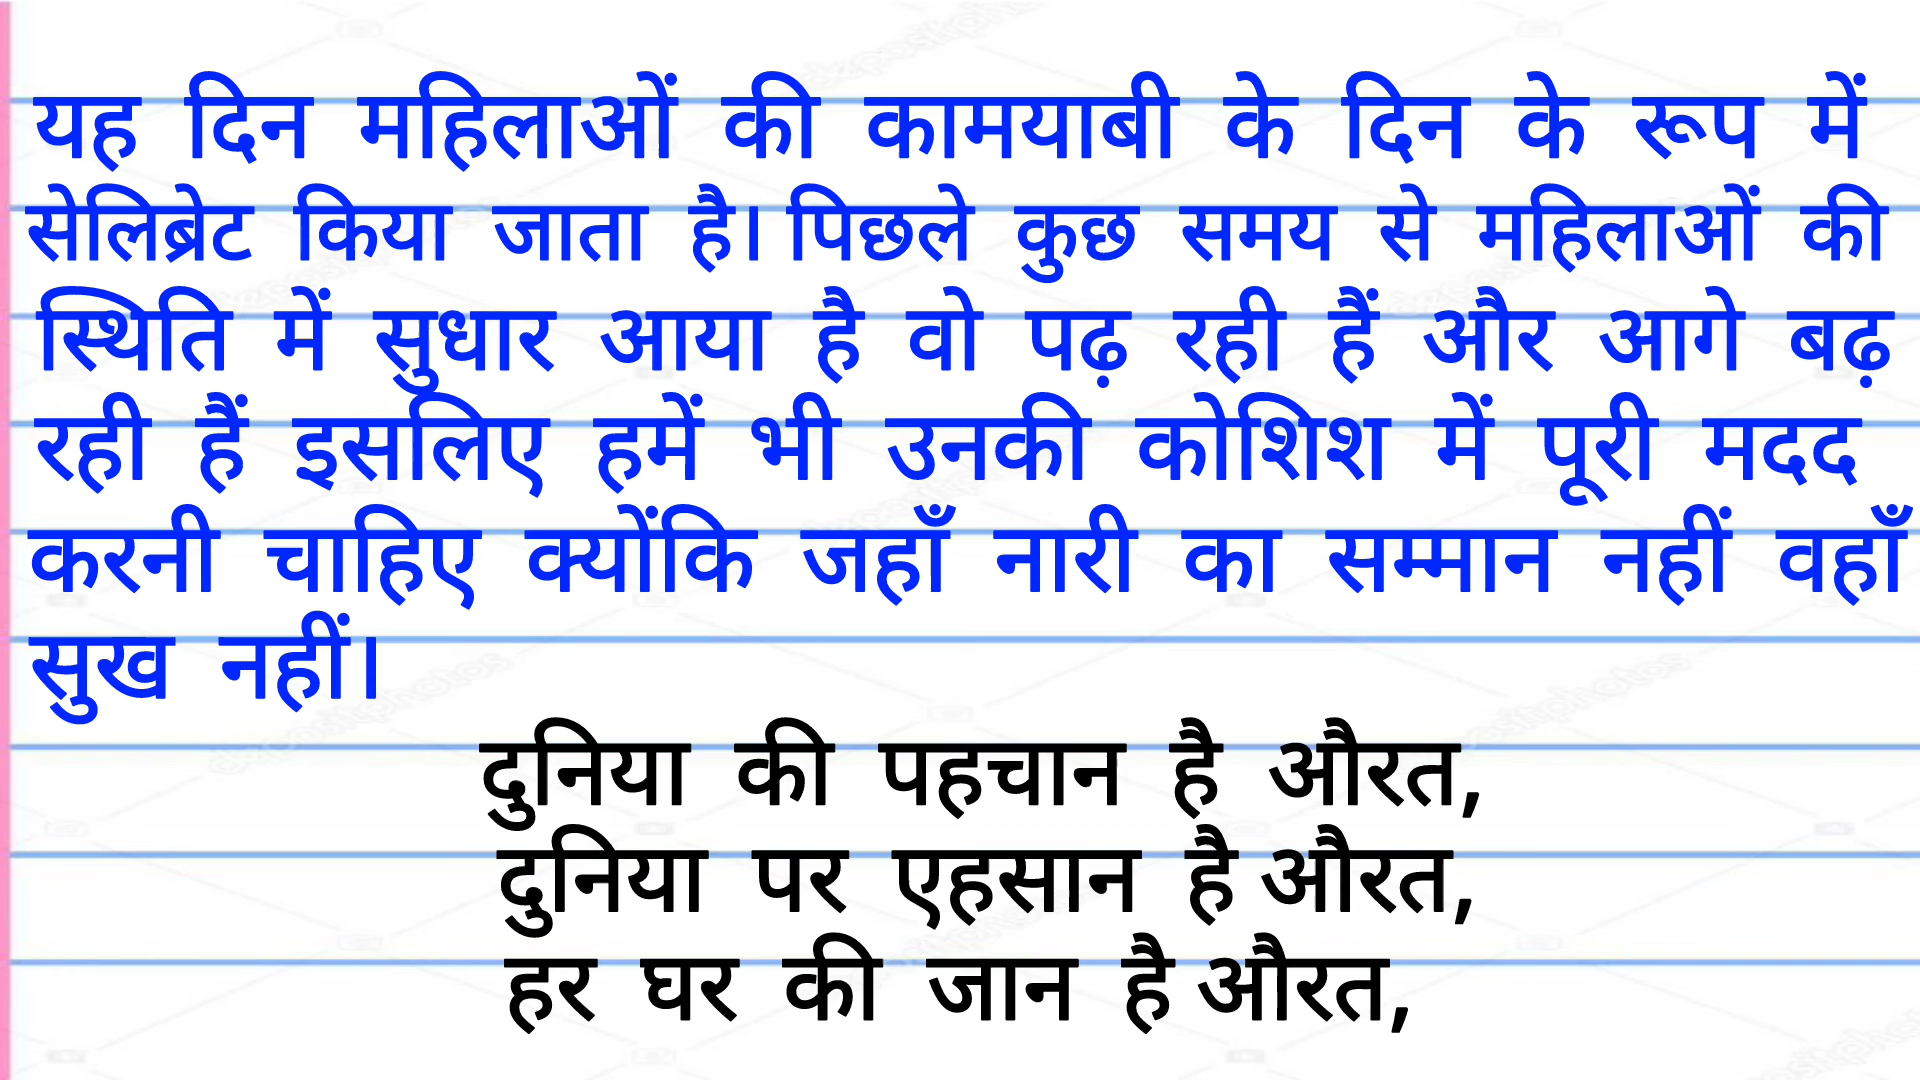 यह दिन महिलाओं की कामयाबी के दिन के रूप में
सेलिब्रेट किया जाता है। पिछले कुछ समय से महिलाओं की
स्थिति में सुधार आया है वो पढ़ रही हैं और आगे बढ़
रही हैं इसलिए हमें भी उनकी कोशिश में पूरी मदद
करनी चाहिए क्योंकि जहाँ नारी का सम्मान नहीं वहाँ
सुख नहीं।
दुनिया की पहचान है औरत,
दुनिया पर एहसान है औरत,
हर घर की जान है औरत,